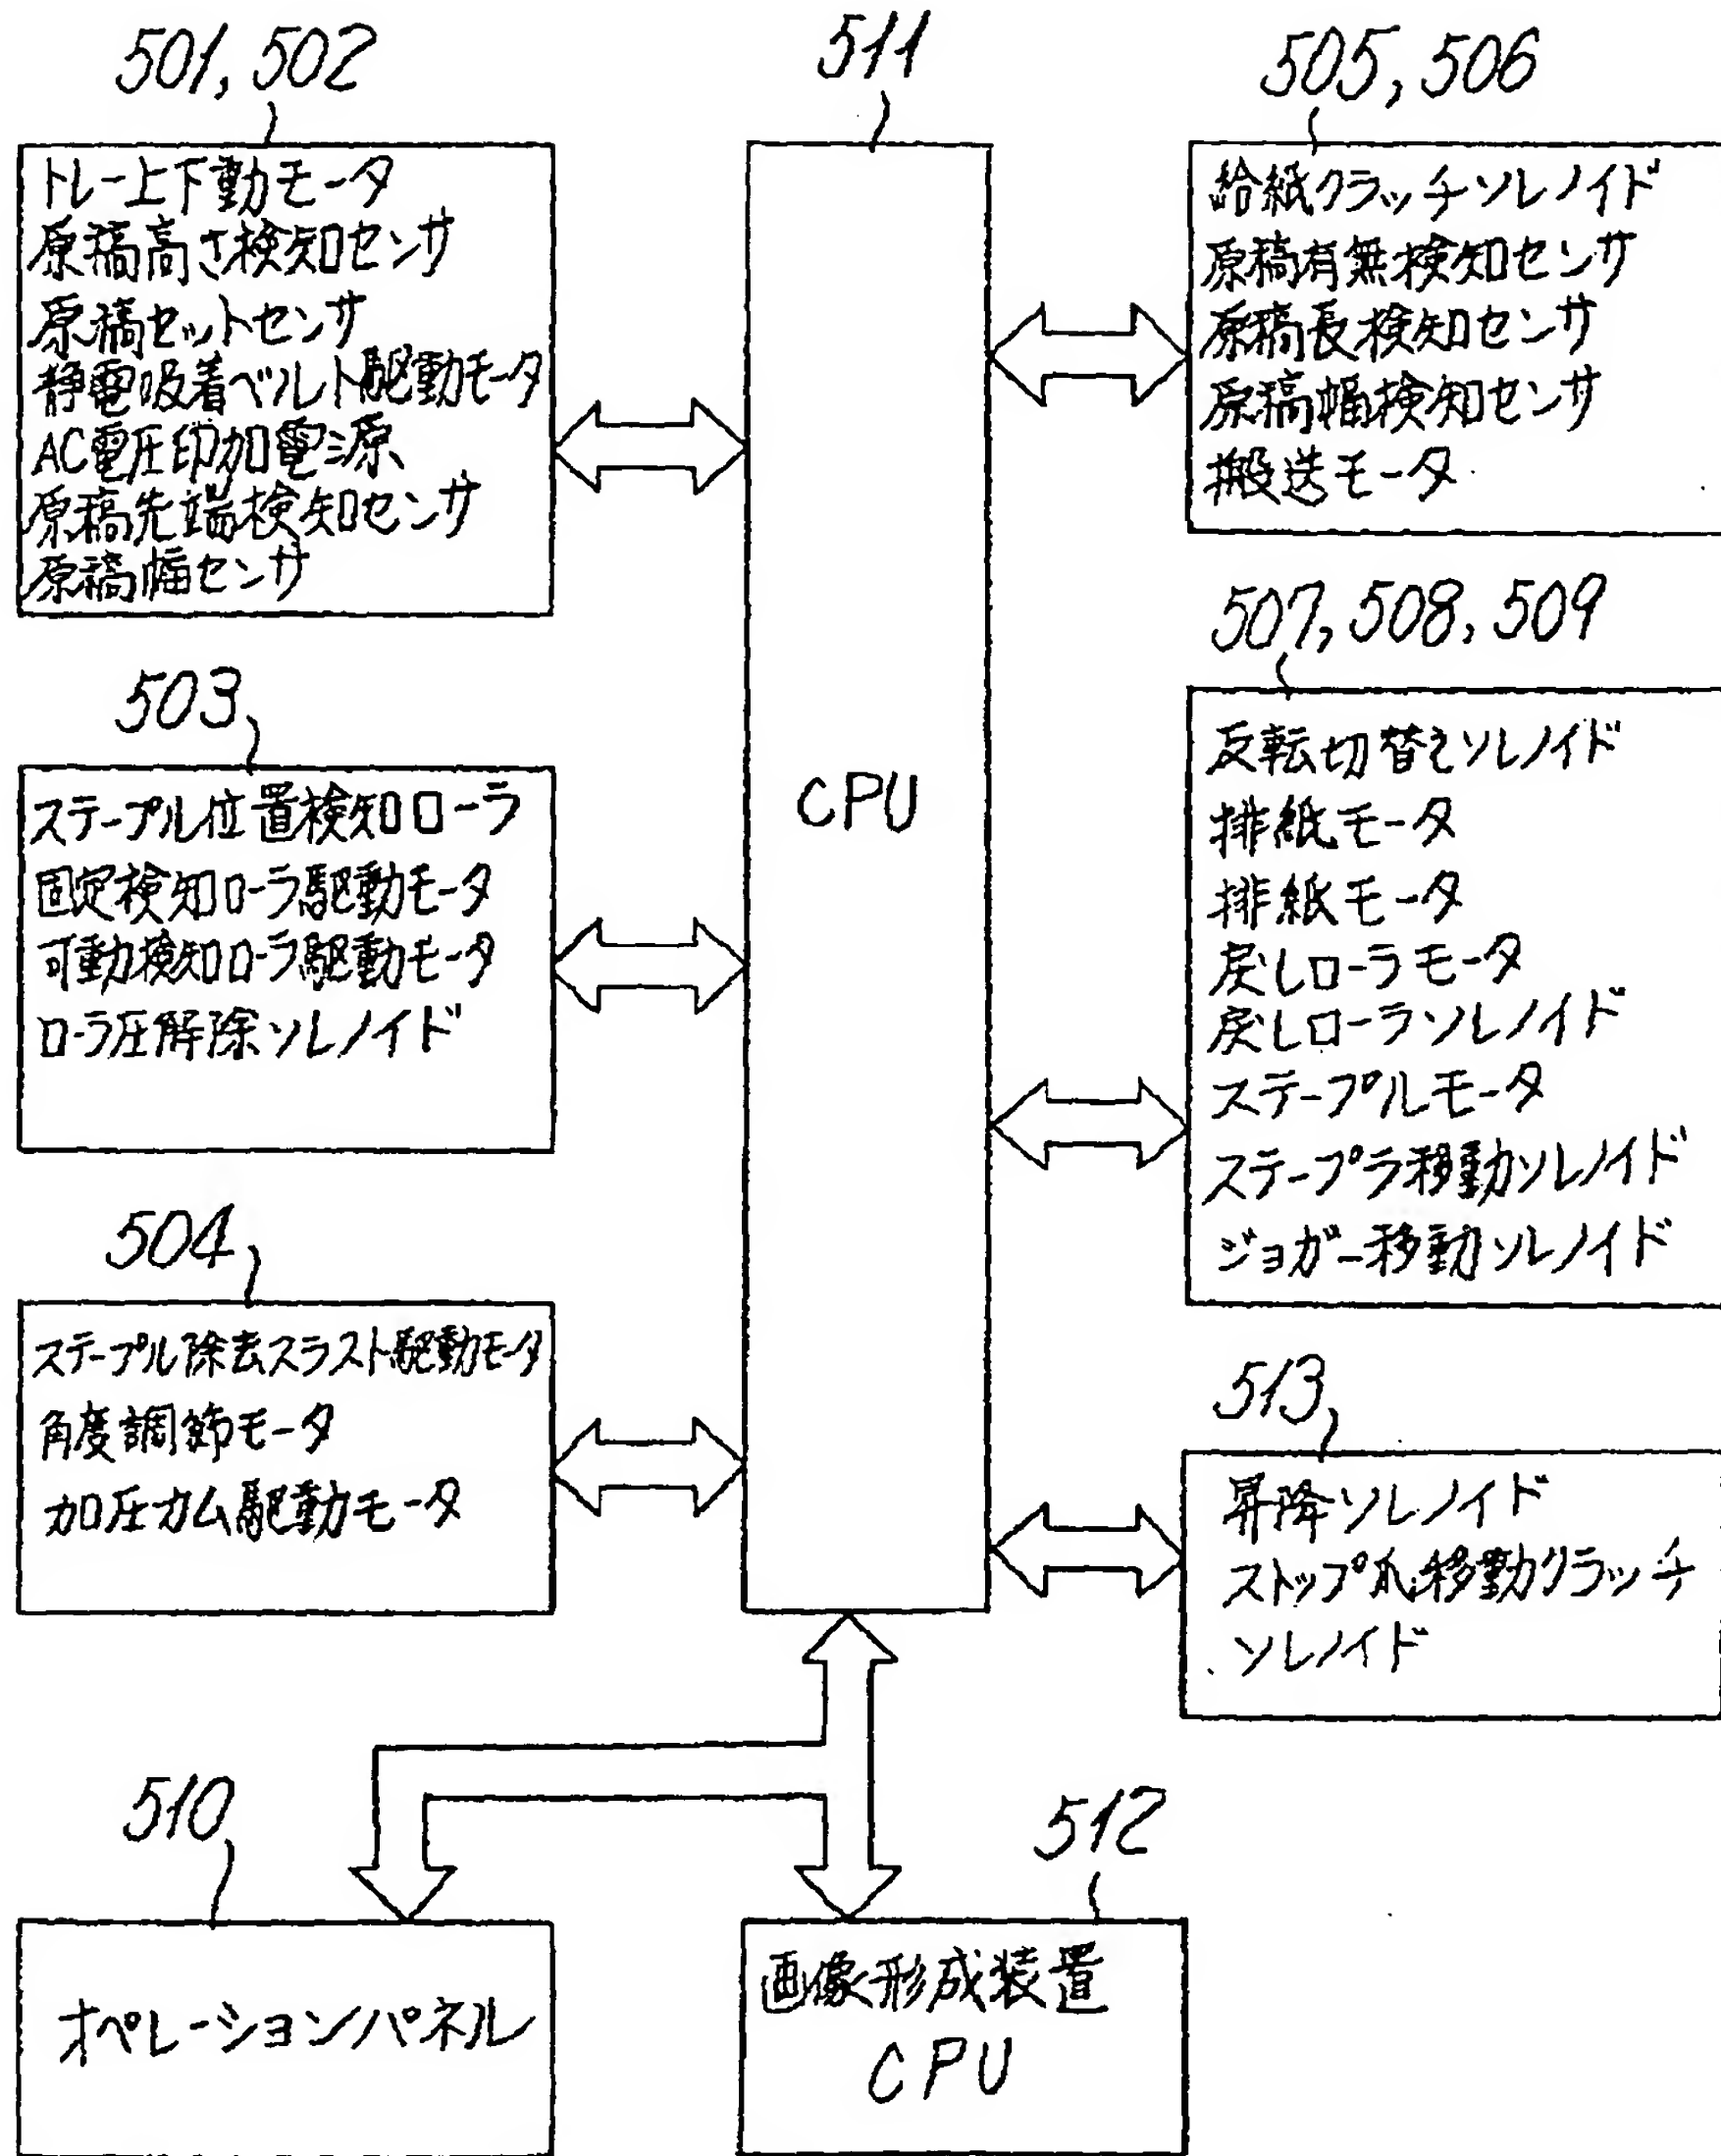 501, 502
トレー上下動モータ
原稿高さ検知センサ
原稿セットセンサ
静電吸着ベルト駆動モータ
AC電圧印加電源
原稿先端検知センサ
原稿幅センサ
503
ステープル位置検知ローラ
固定検知ローラ駆動モータ
可動検知ローラ駆動モータ
ローラ圧解除ソレノイド
504
ステープル除去スラスト駆動モータ
角度調節モータ
加圧カム駆動モータ
511
CPU
505, 506
給紙クラッチソレノイド
原稿有無検知センサ
原稿長検知センサ
原稿幅検知センサ
搬送モータ
507, 508, 509
反転切替えソレノイド
排紙モータ
排紙モータ
戻しローラモータ
戻しローラソレノイド
ステープルモータ
ステープラ移動ソレノイド
ジョガー移動ソレノイド
513
昇降ソレノイド
ストップ爪移動クラッチ
ソレノイド
510
オペレーションパネル
512
画像形成装置
CPU